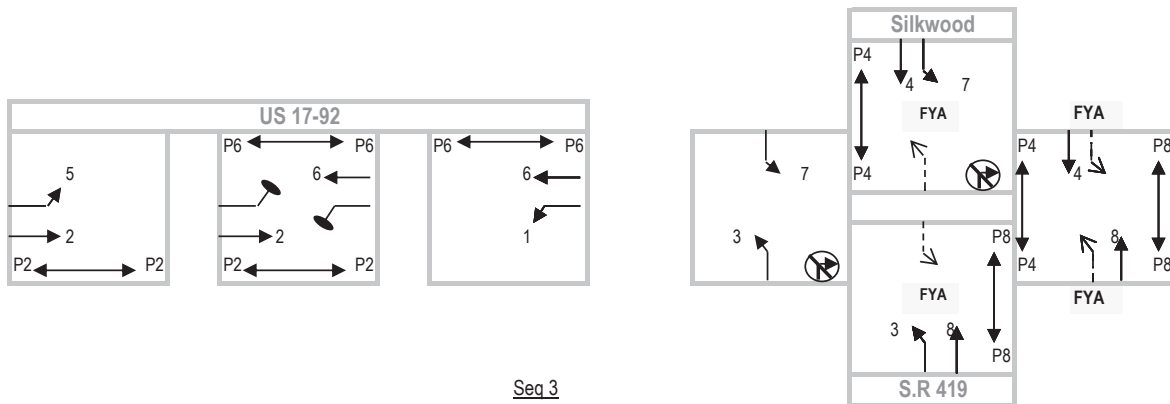 US 17-92
5
2
P2 P2
P6 P6
6
2
P2 P2
P6 P6
6
1
Seq 3
Silkwood
P4
4 7
FYA
P4
7
3
P8
FYA
3 8
P8
S.R 419
FYA
P4 P8
4
8
P4 P8
FYA